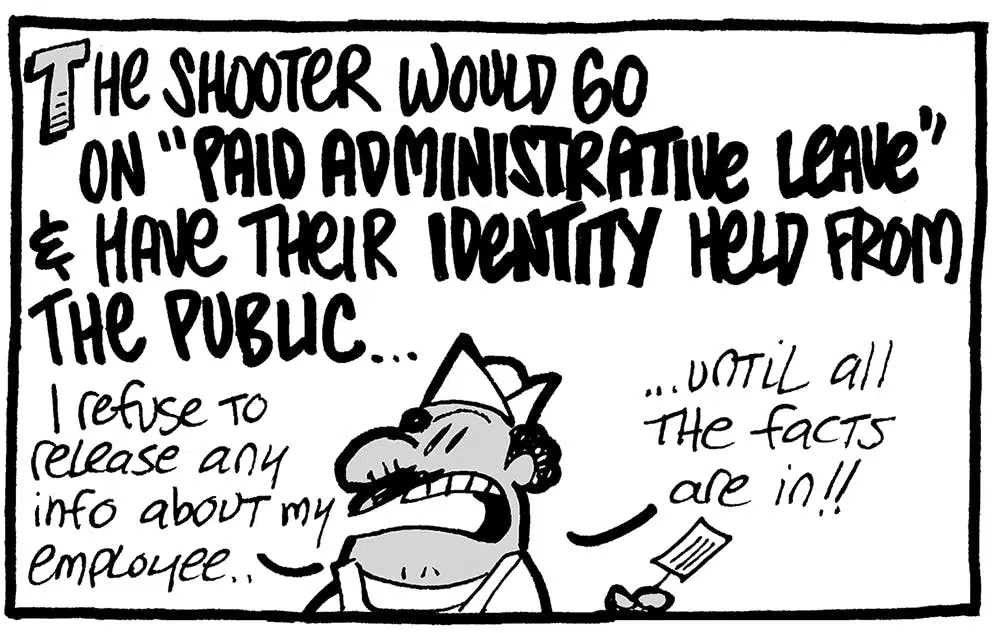 THE SHOOTER WOULD GO
ON "PAID ADMINISTRATIVE LEAVE"
& HAVE THEIR IDENTITY HELD FROM
THE PUBLIC...
I refuse TO
release any
info about my
employee..
...until all
THE facts
are in!!